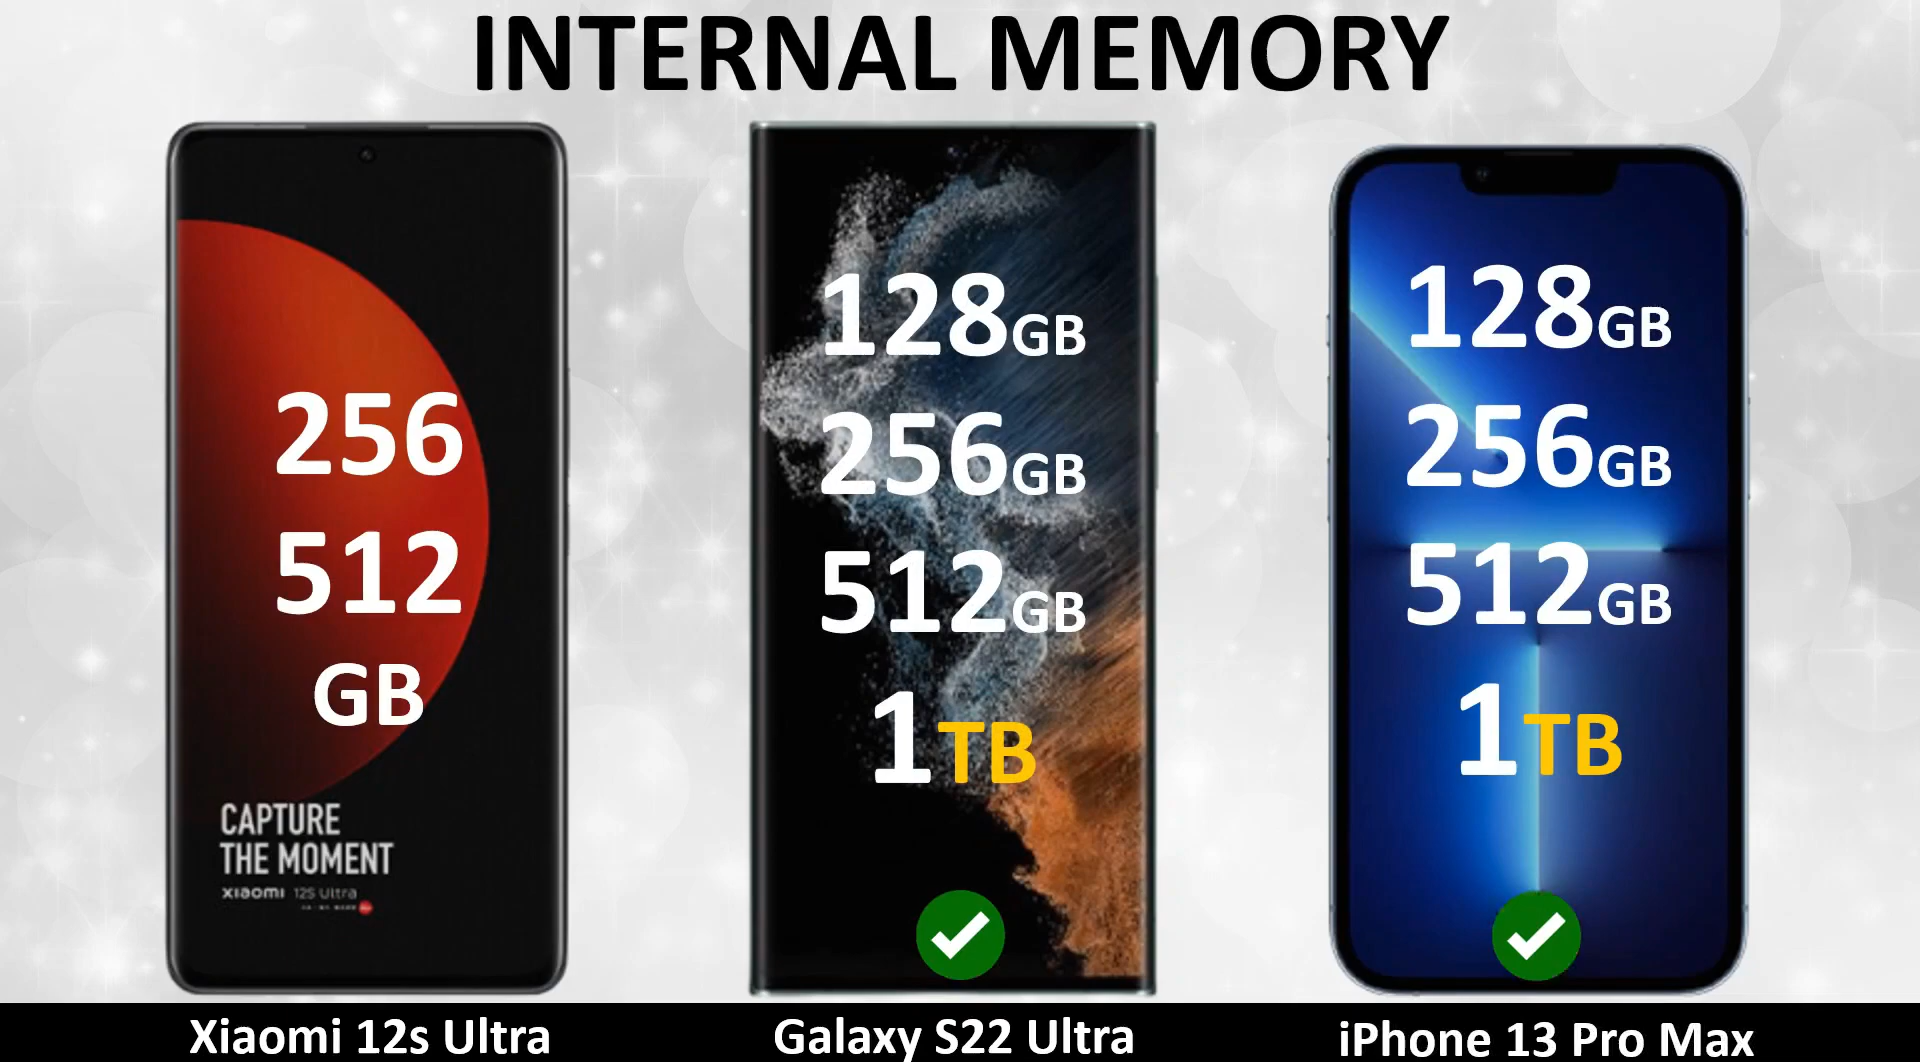 INTERNAL MEMORY
256
512
GB
CAPTURE
THE MOMENT
xiaomi 12S Ultra
128GB
256GB
512GB
1TB
128GB
256GB
512GB
1TB
Xiaomi 12s Ultra
Galaxy S22 Ultra
iPhone 13 Pro Max